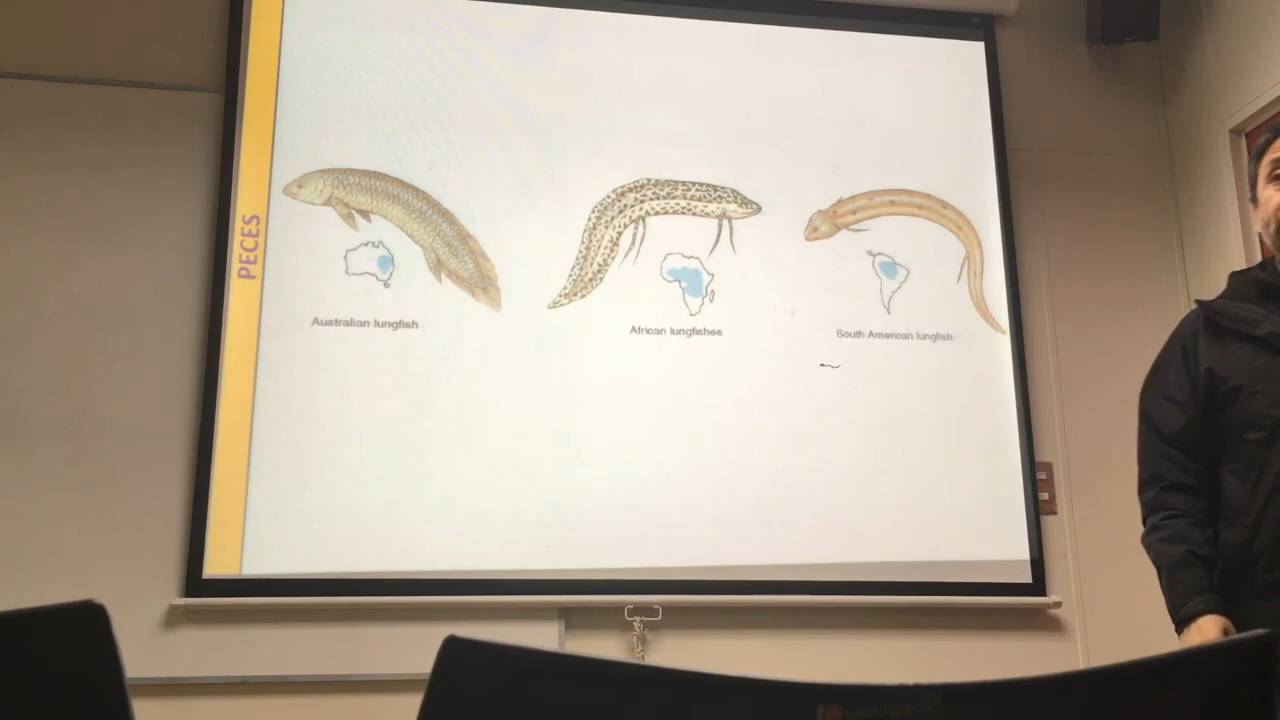 PECES
Australian lungfish
African lungfishes
South American lungfish